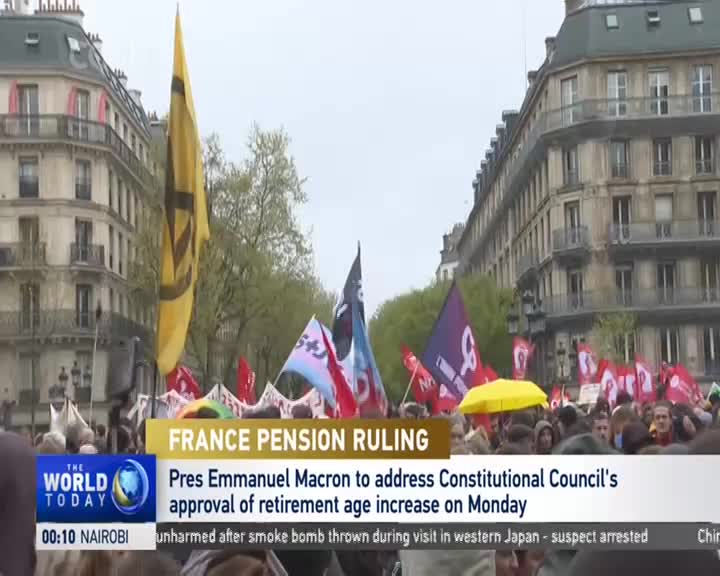 FRANCE PENSION RULING
Pres Emmanuel Macron to address Constitutional Council's
approval of retirement age increase on Monday
THE
WORLD
TODAY
00:10 NAIROBI
unharmed after smoke bomb thrown during visit in western Japan - suspect arrested
Chin